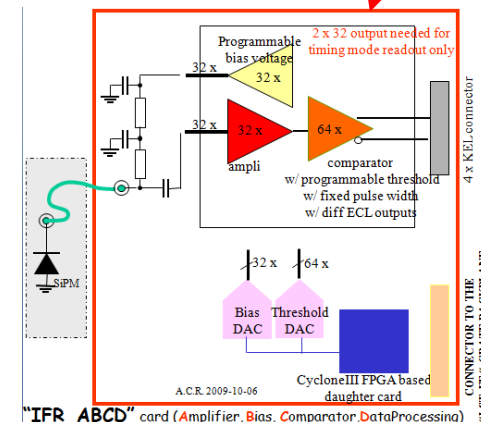 2 x 32 output needed for
timing mode readout only
Programmable
bias voltage
32 x
32 x
32 x
32 x
64 x
ampli
comparator
w/ programmable threshold
w/ fixed pulse width
w/ diff ECL outputs
4 x KEL connector
SiPM
32 x
64 x
Bias
DAC
Threshold
DAC
CycloneIII FPGA based
daughter card
CONNECTOR TO THE
A.C.R. 2009-10-06
"IFR ABCD" card (Amplifier, Bias, Comparator,DataProcessing)